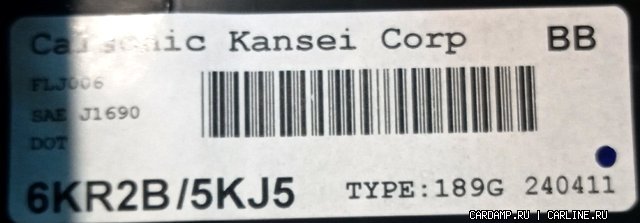 Calsonic Kansei Corp BB
FLJ006
SAE J1690
DOT
6KR2B/5KJ5 TYPE:189G 240411
CARDAMP.RU | CARLINE.RU